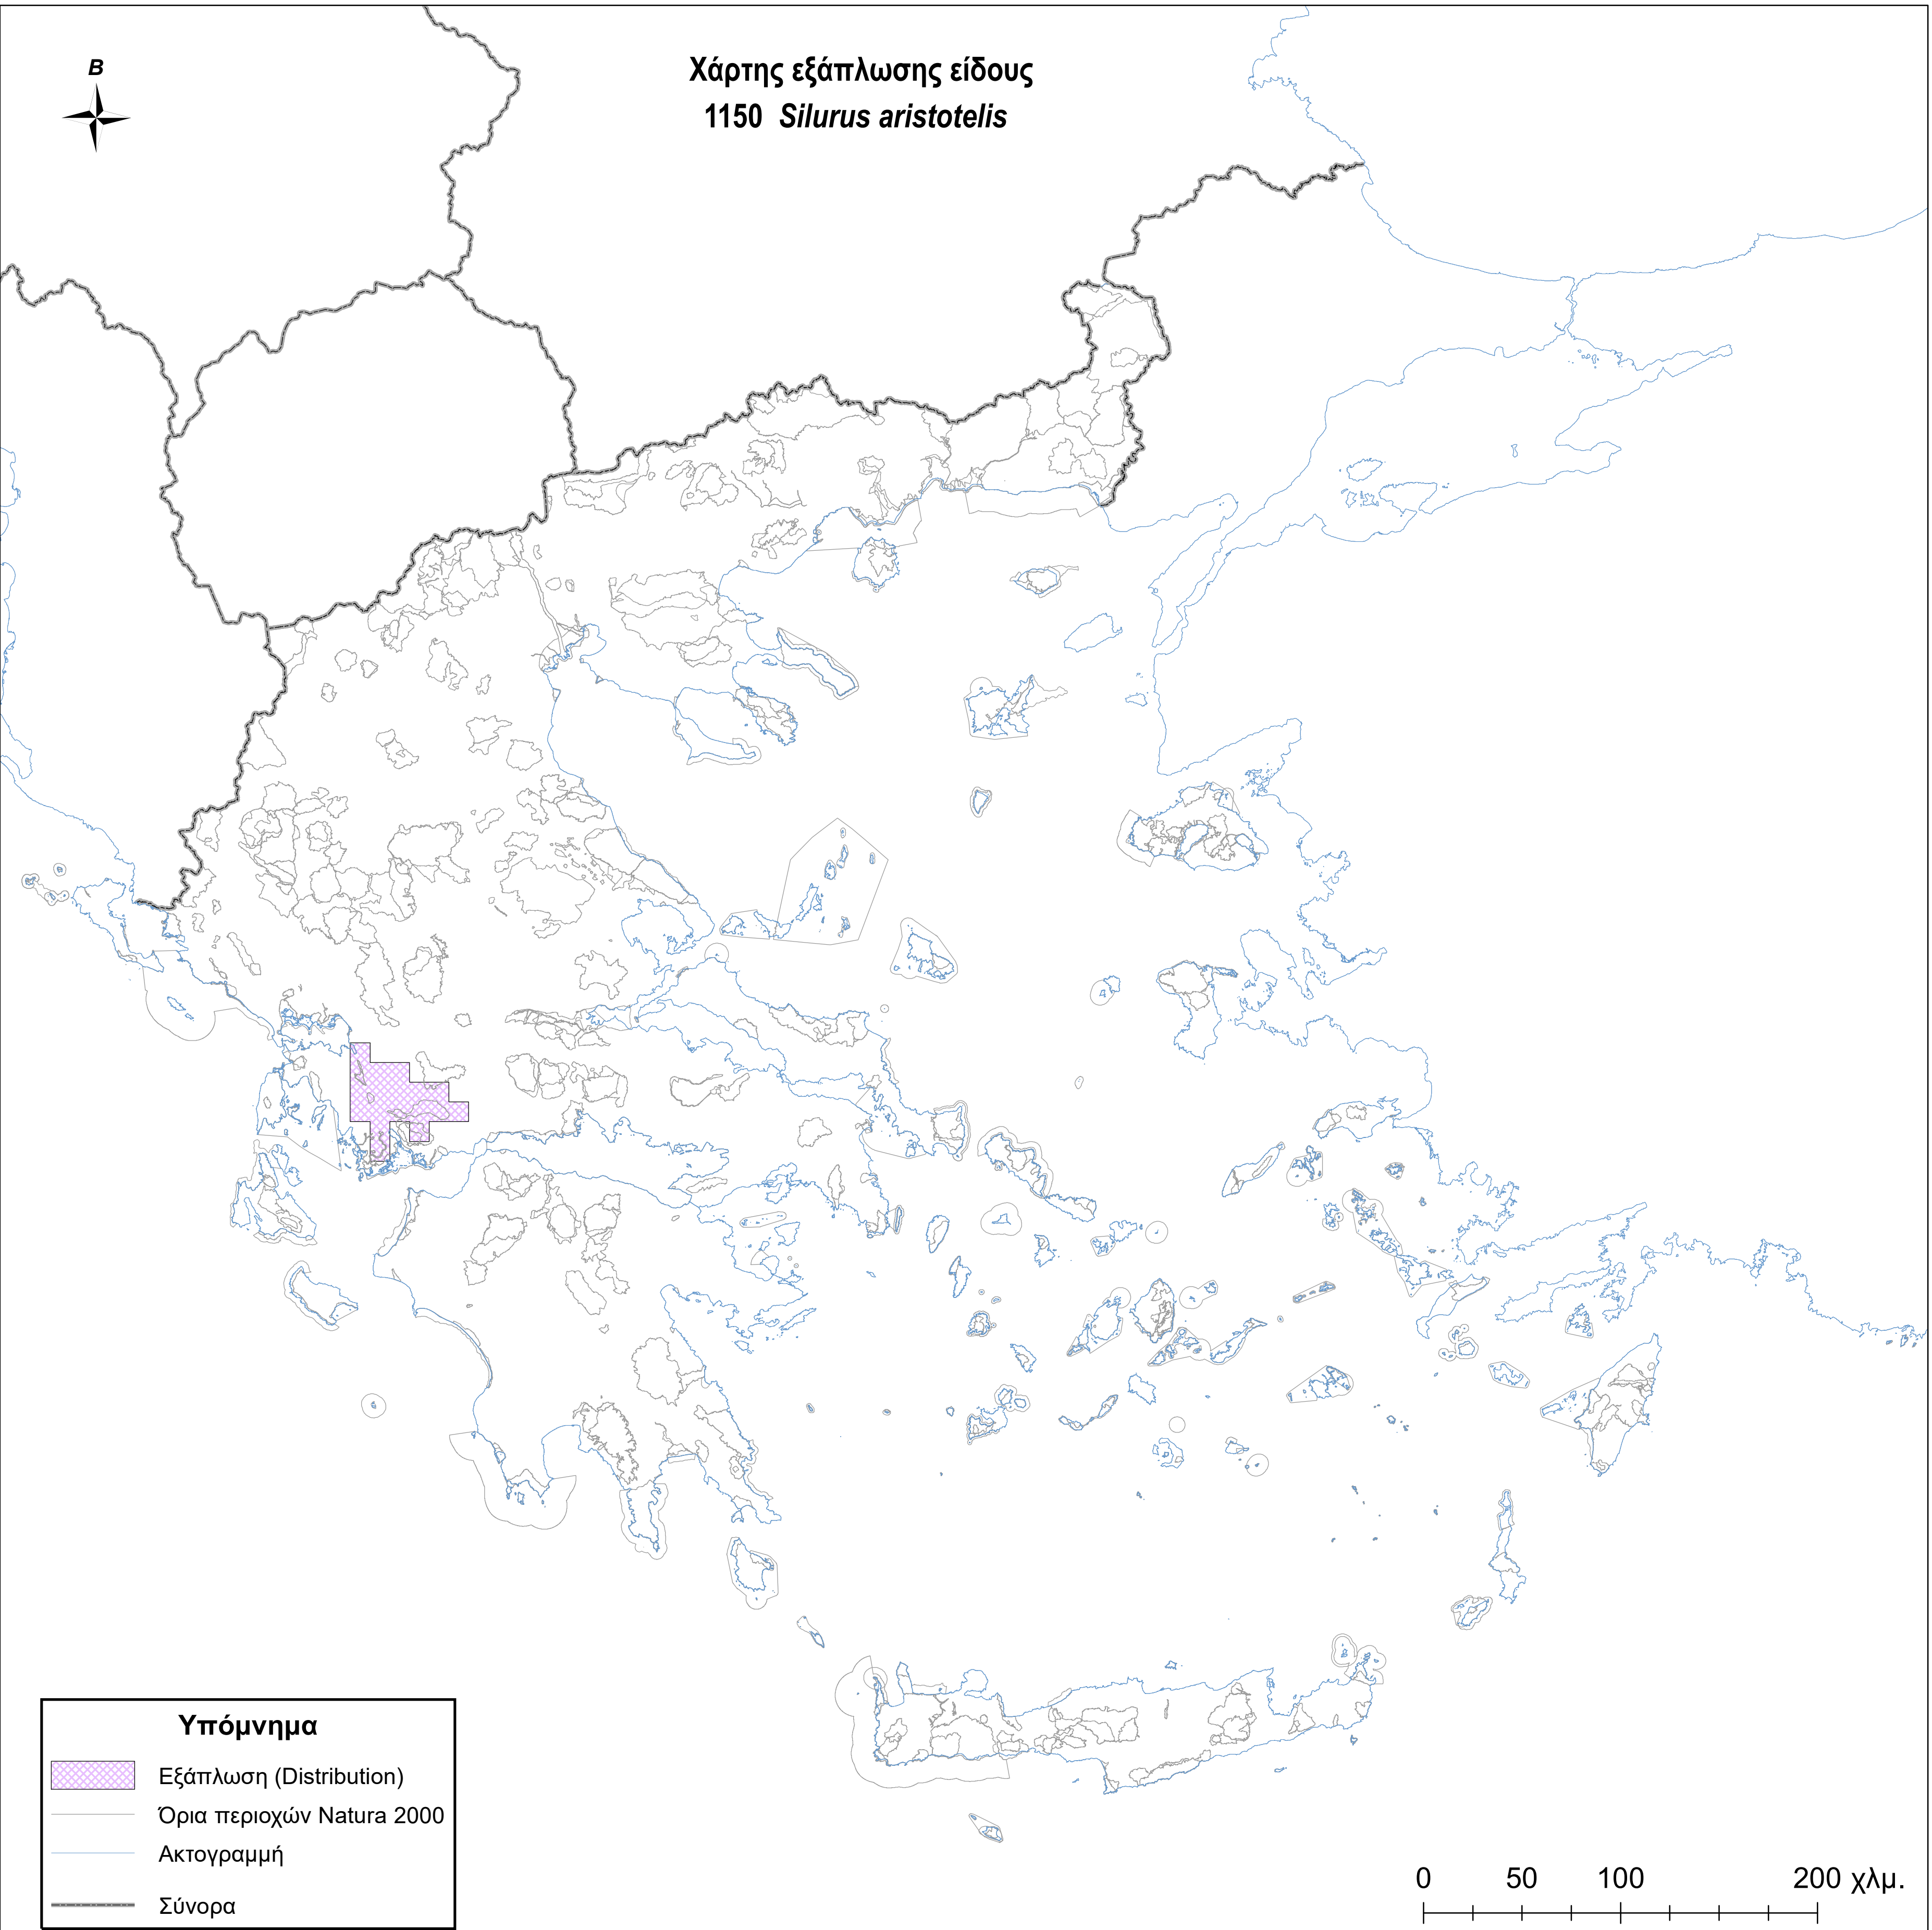 Β
Χάρτης εξάπλωσης είδους
1150 Silurus aristotelis
Υπόμνημα
Εξάπλωση (Distribution)
Όρια περιοχών Natura 2000
Ακτογραμμή
Σύνορα
0 50 100 200 χλμ.